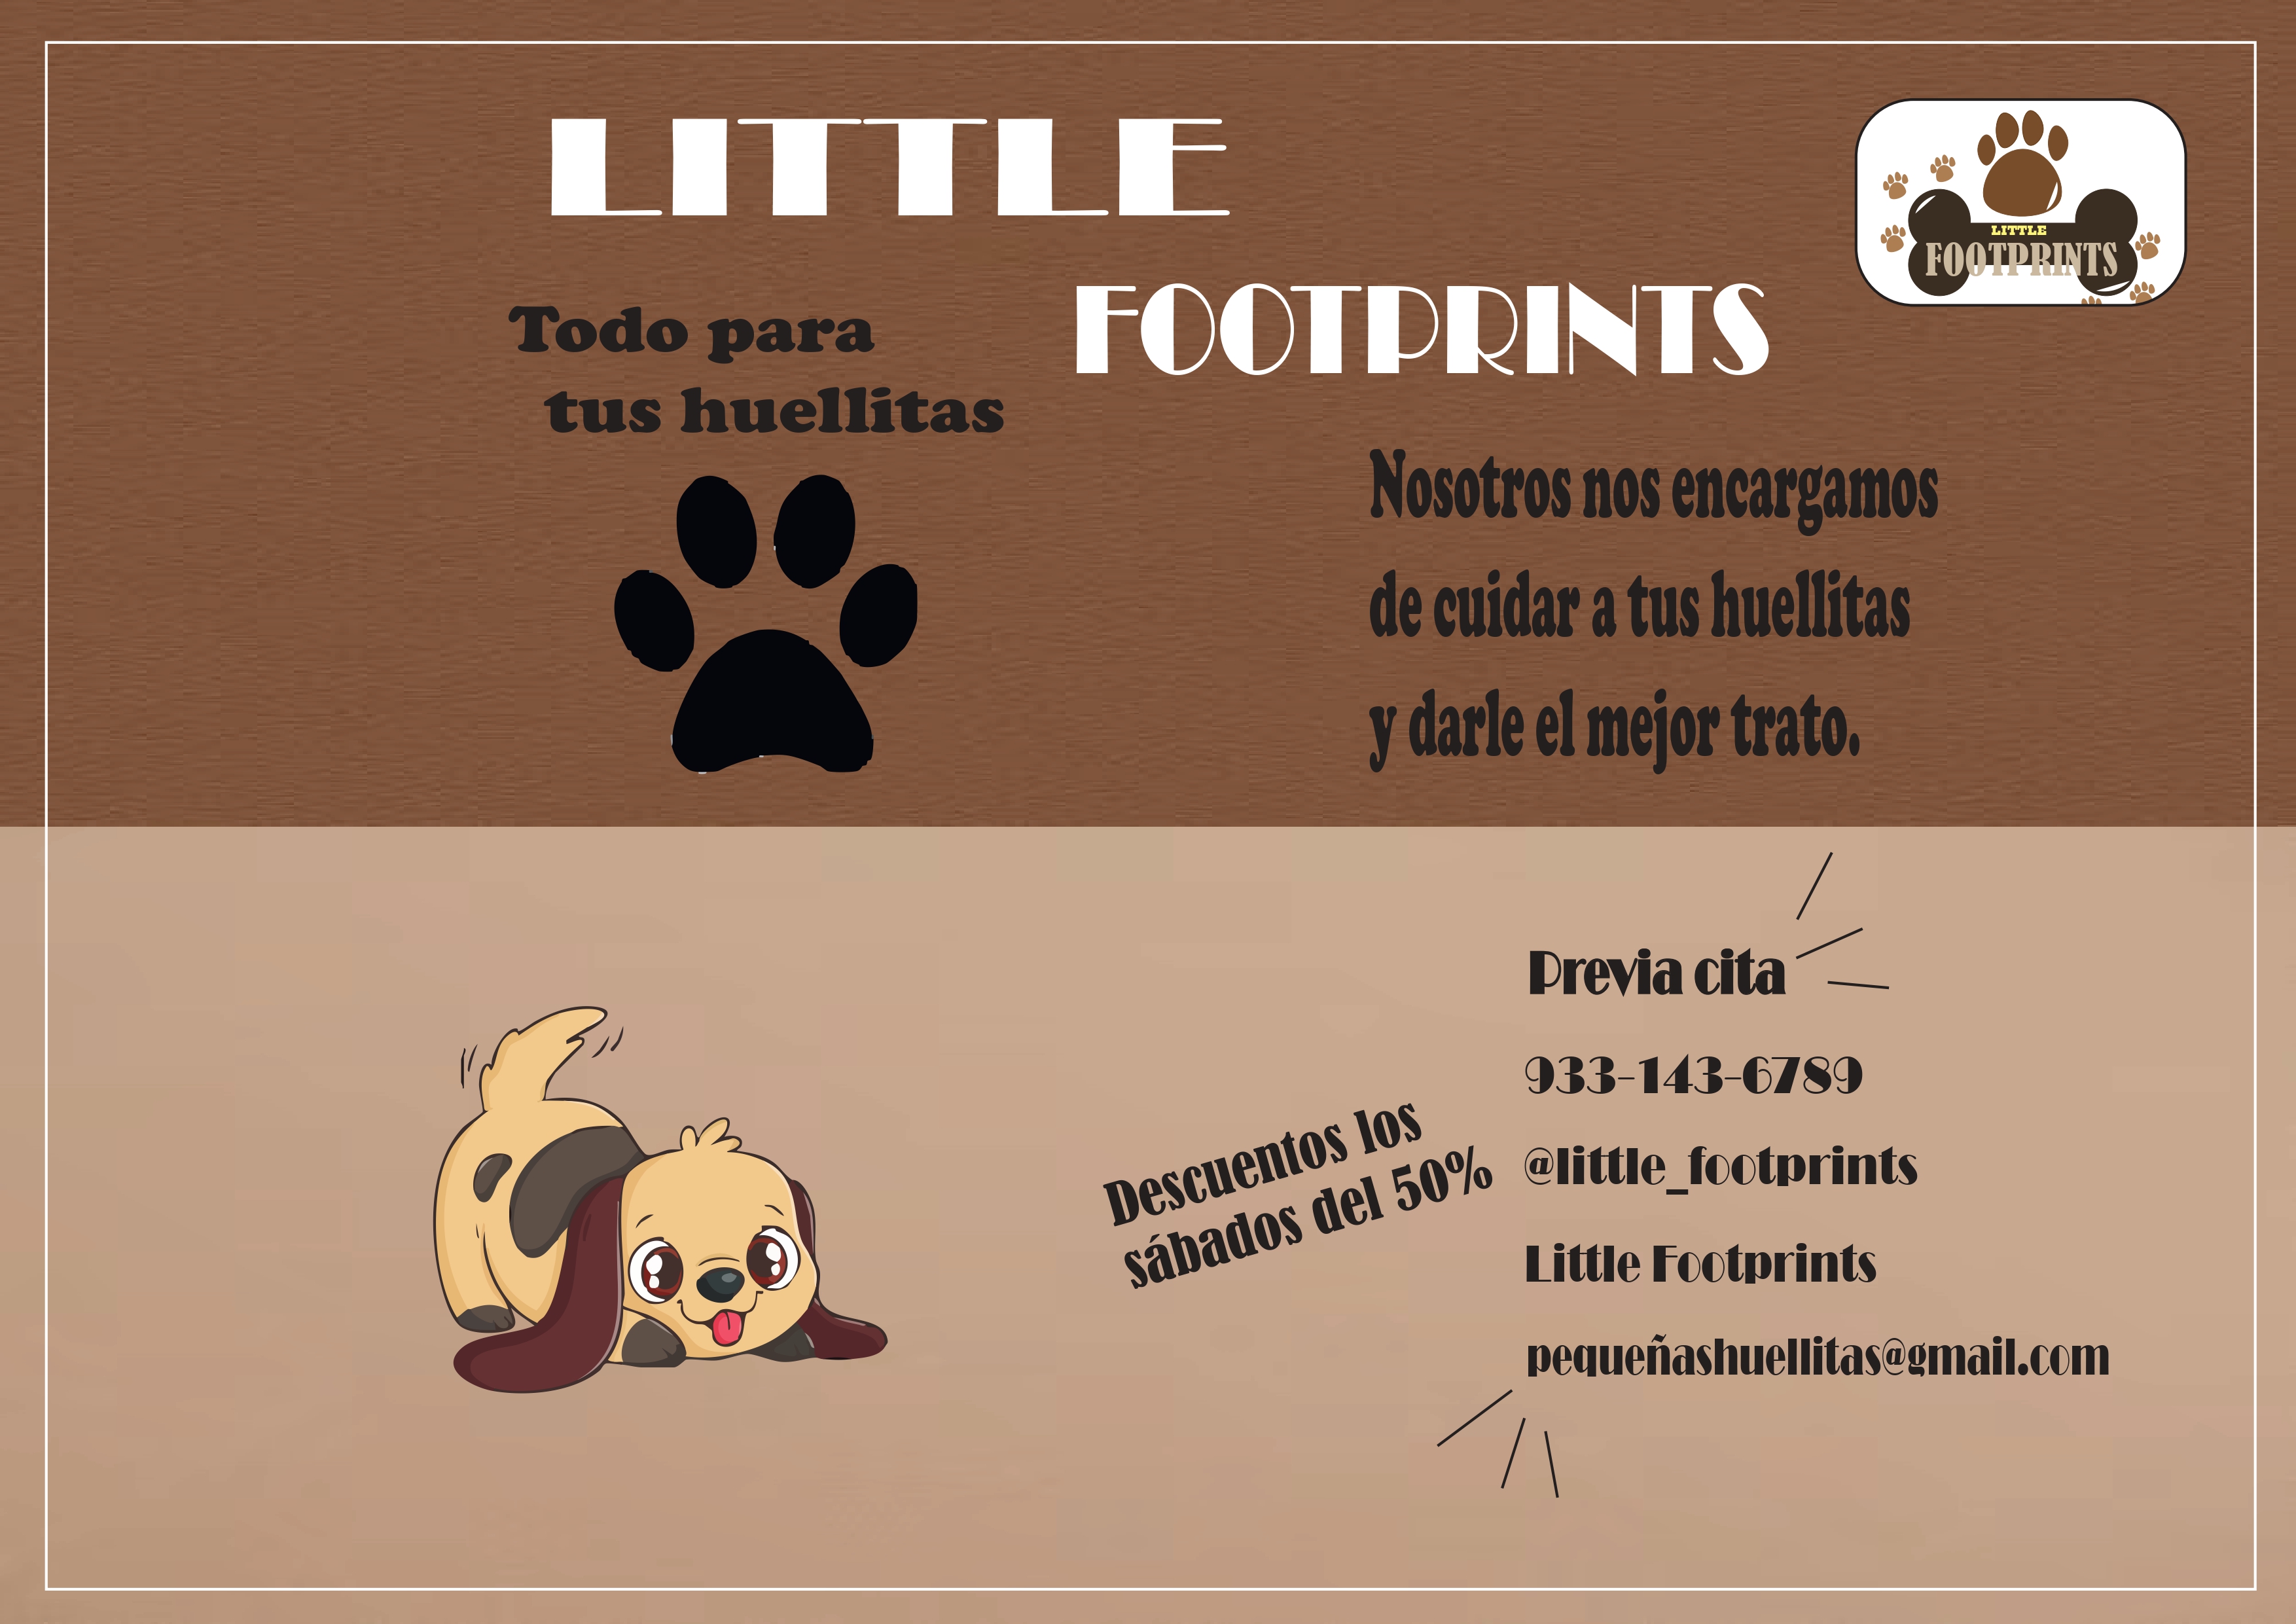 LITTLE
FOOTPRINTS
LITTLE
FOOTPRINTS
Todo para
tus huellitas
Nosotros nos encargamos
de cuidar a tus huellitas
y darle el mejor trato.
Previa cita
933-143-6789
@little_footprints
Little Footprints
pequeñashuellitas@gmail.com
Descuentos los
sábados del 50%